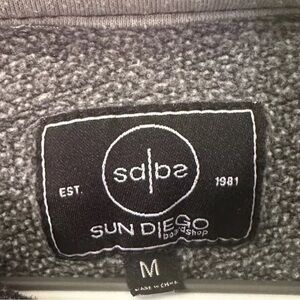 sd|bs
EST. 1981
SUN DIEGO
boardshop
M
MADE IN CHINA